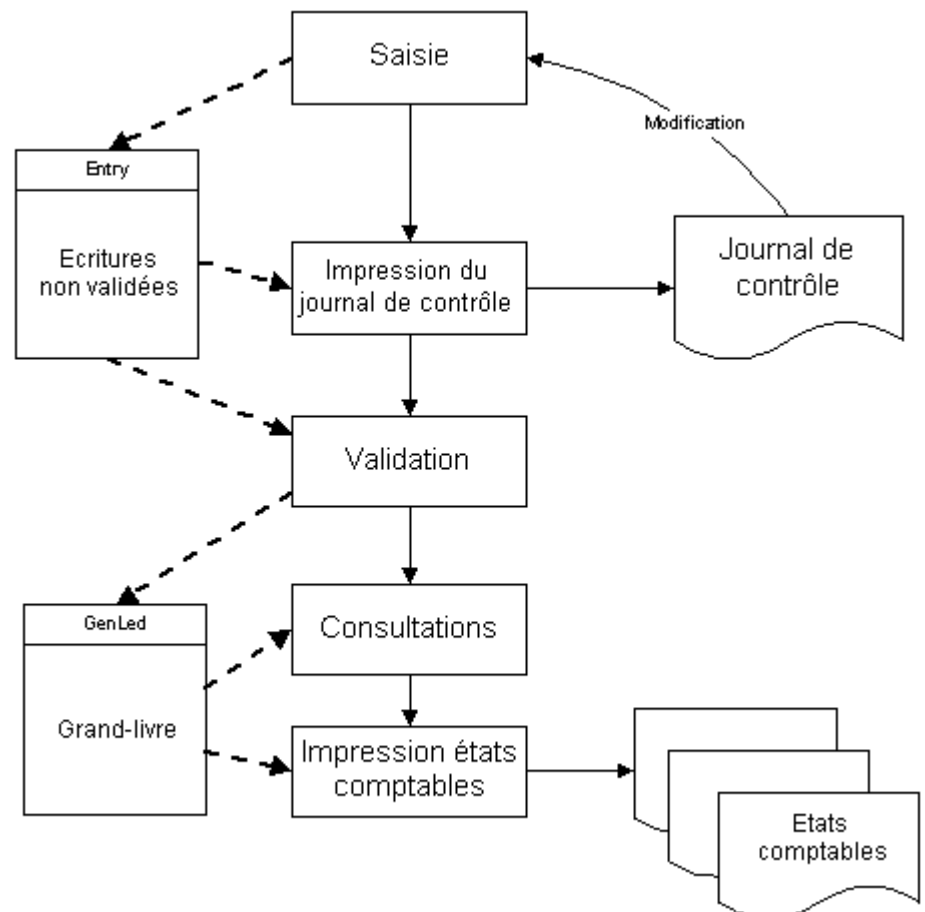 Saisie
Modification
Entry
Ecritures
non validées
Impression du
journal de contrôle
Journal de
contrôle
Validation
GenLed
Consultations
Grand-livre
Impression états
comptables
Etats
comptables